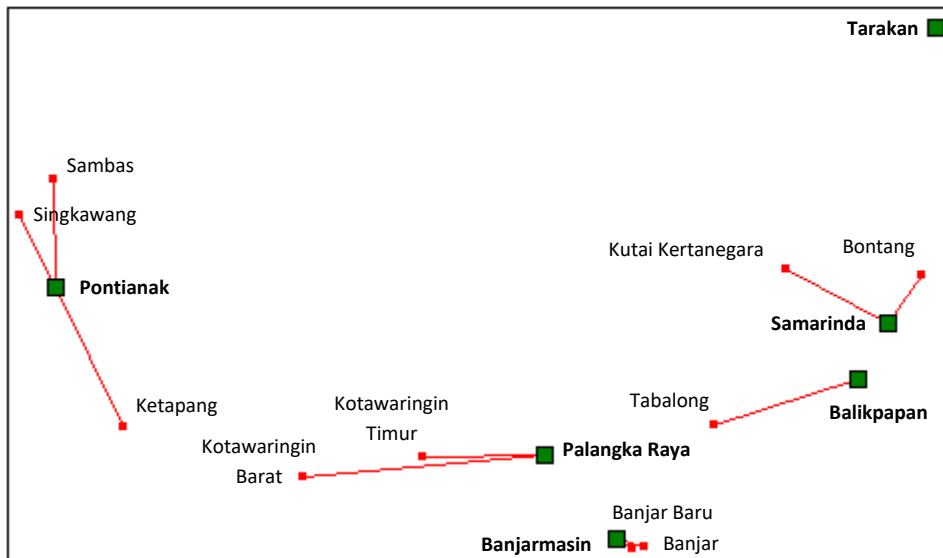 Tarakan
Sambas
Singkawang
Kutai Kertanegara
Bontang
Pontianak
Samarinda
Ketapang
Kotawaringin
Timur
Tabalong
Balikpapan
Kotawaringin
Barat
Palangka Raya
Banjar Baru
Banjarmasin
Banjar